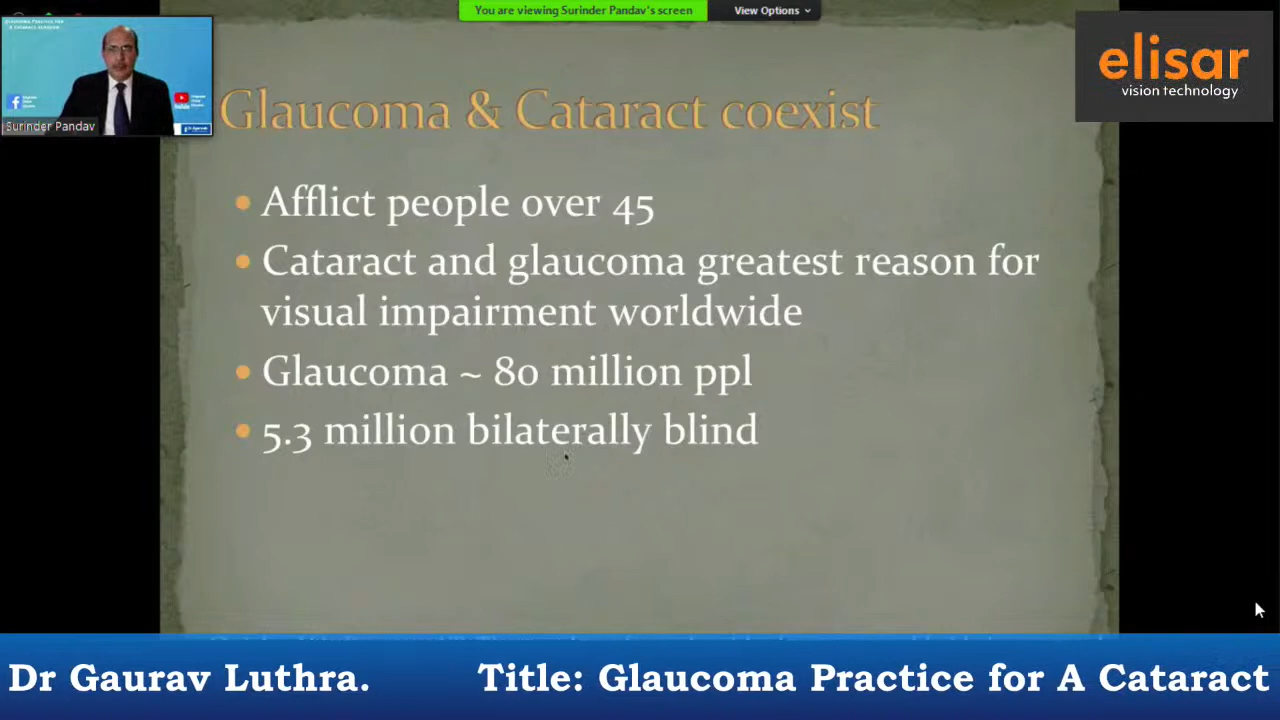 You are viewing Surinder Pandav's screen
View Options
elisar
vision technology
Surinder Pandav
Glaucoma & Cataract coexist
• Afflict people over 45
• Cataract and glaucoma greatest reason for
visual impairment worldwide
• Glaucoma ~ 80 million ppl
• 5.3 million bilaterally blind
Dr Gaurav Luthra. Title: Glaucoma Practice for A Cataract